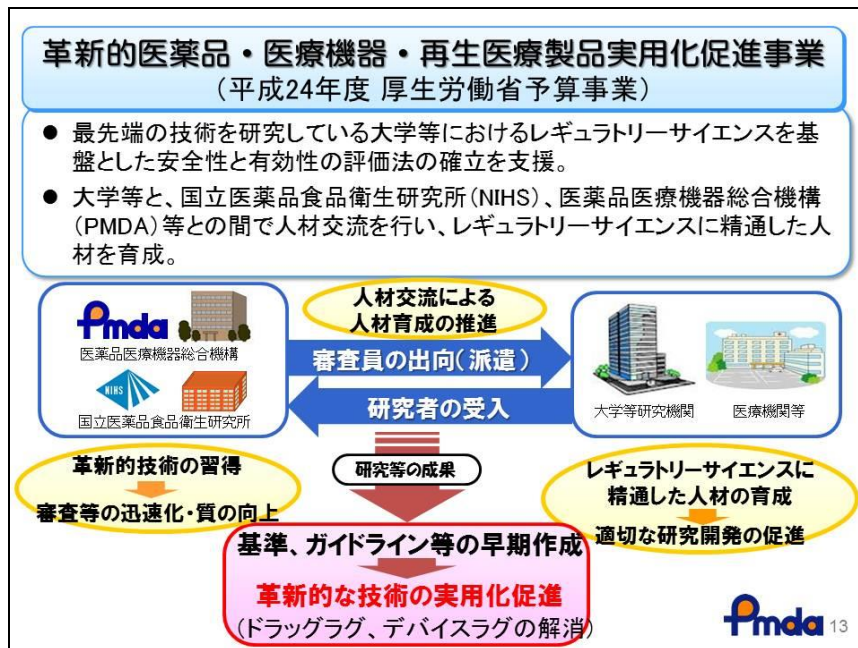 革新的医薬品・医療機器・再生医療製品実用化促進事業
（平成24年度 厚生労働省予算事業）
● 最先端の技術を研究している大学等におけるレギュラトリーサイエンスを基
盤とした安全性と有効性の評価法の確立を支援。
● 大学等と、国立医薬品食品衛生研究所（NIHS）、医薬品医療機器総合機構
（PMDA）等との間で人材交流を行い、レギュラトリーサイエンスに精通した人
材を育成。
人材交流による
人材育成の推進
Pmda
医薬品医療機器総合機構
NIHS
国立医薬品食品衛生研究所
審査員の出向（派遣）
研究者の受入
大学等研究機関
医療機関等
革新的技術の習得
審査等の迅速化・質の向上
研究等の成果
レギュラトリーサイエンスに
精通した人材の育成
適切な研究開発の促進
基準、ガイドライン等の早期作成
革新的な技術の実用化促進
（ドラッグラグ、デバイスラグの解消）
Pmda
13